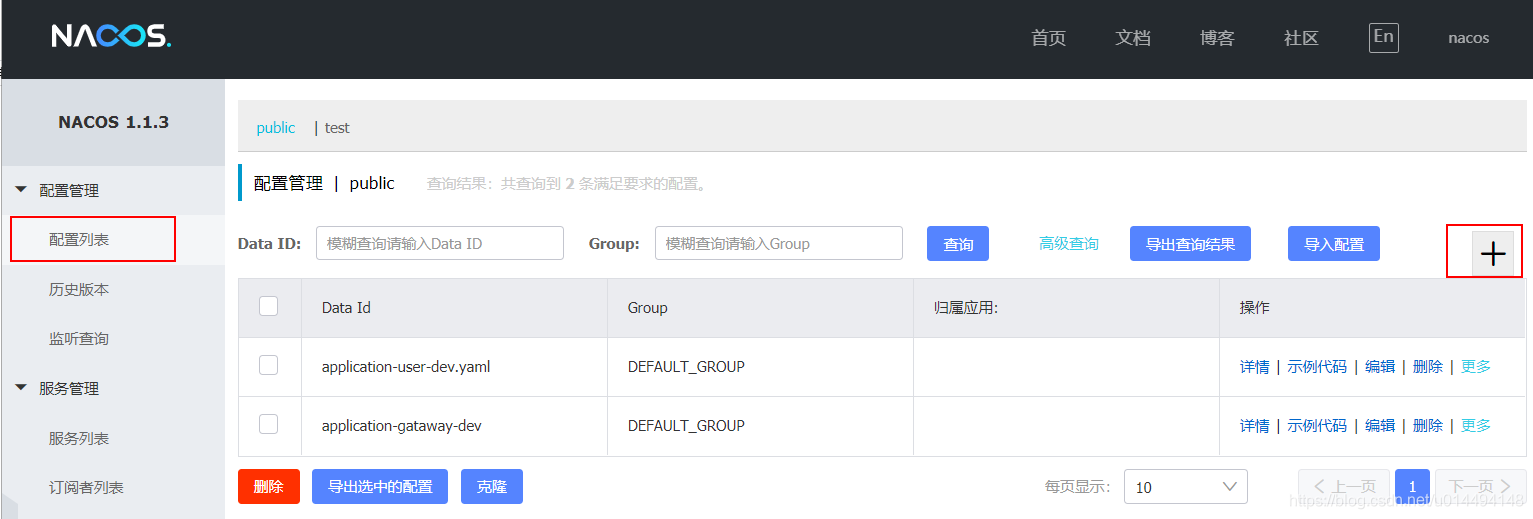 NACOS.
首页 文档 博客 社区 En nacos
NACOS 1.1.3
配置管理
配置列表
历史版本
监听查询
服务管理
服务列表
订阅者列表
public | test
配置管理 | public 查询结果：共查询到 2 条满足要求的配置。
Data ID: 模糊查询请输入Data ID Group: 模糊查询请输入Group 查询 高级查询 导出查询结果 导入配置 +
Data Id Group 归属应用: 操作
application-user-dev.yaml DEFAULT_GROUP 详情 | 示例代码 | 编辑 | 删除 | 更多
application-gataway-dev DEFAULT_GROUP 详情 | 示例代码 | 编辑 | 删除 | 更多
删除 导出选中的配置 克隆 每页显示: 10 < 上一页 1 下一页 >
https://blog.csdn.net/u014494148